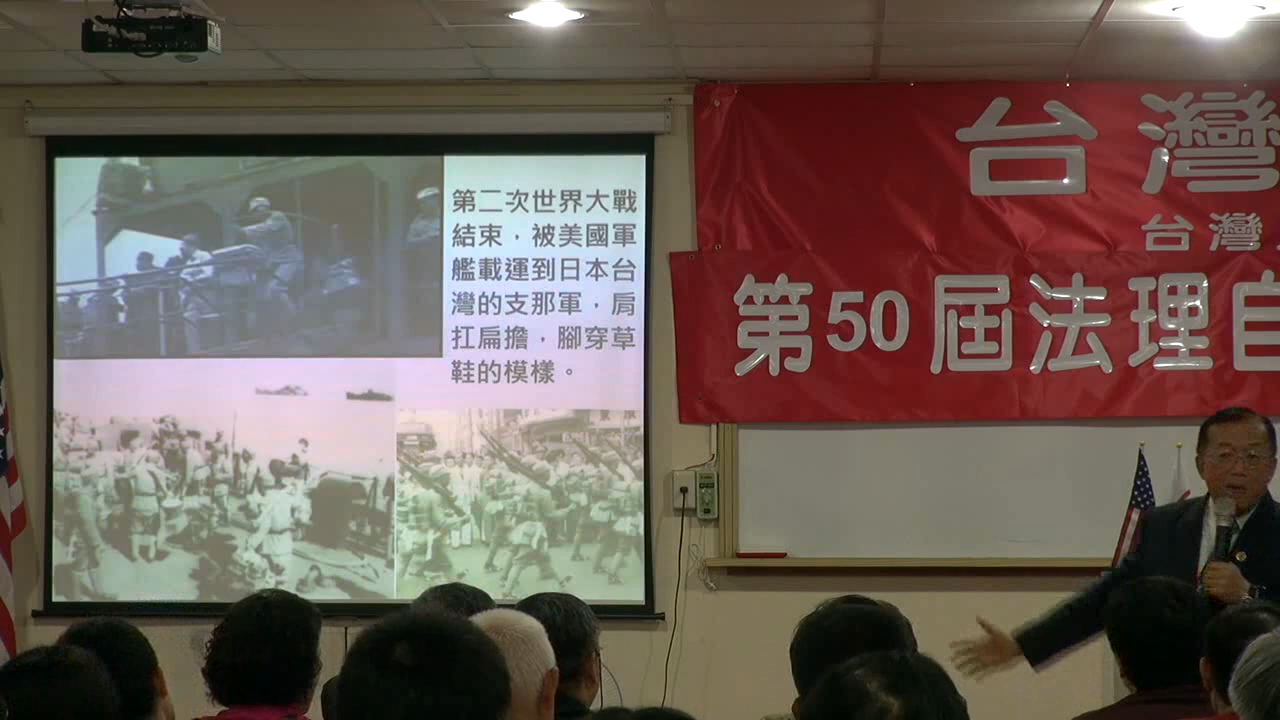 第二次世界大戰
結束，被美國軍
艦載運到日本台
灣的支那軍，肩
扛扁擔，腳穿草
鞋的模樣。
台灣
台灣
第50屆法理自